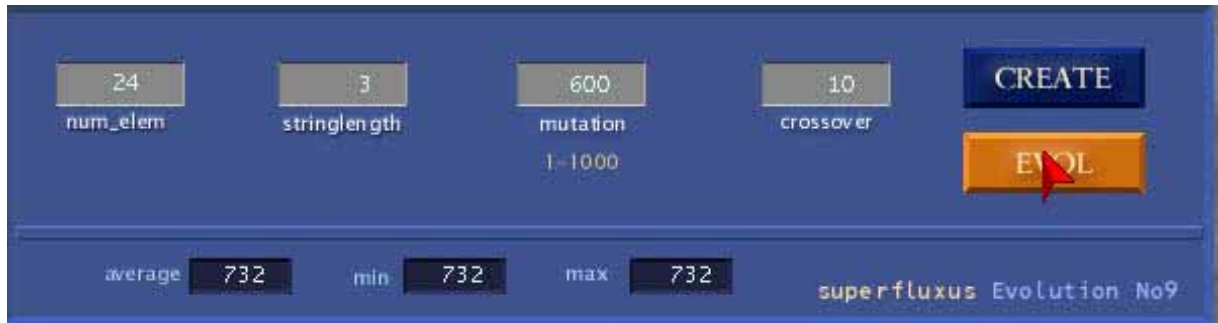 24 3 600 10 CREATE
num_elem stringlength mutation crossover
1-1000 EVOL
average 732 min 732 max 732
superfluxus Evolution No9